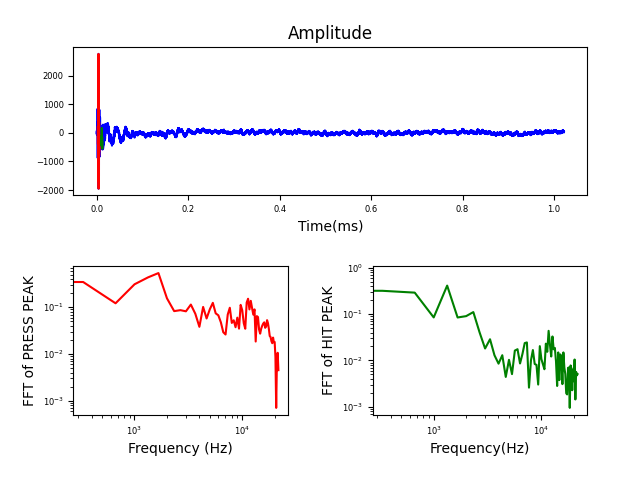 Amplitude
2000
1000
0
−1000
−2000
0.0 0.2 0.4 0.6 0.8 1.0
Time(ms)
FFT of PRESS PEAK
10⁻¹
10⁻²
10⁻³
10³ 10⁴
Frequency (Hz)
FFT of HIT PEAK
10⁰
10⁻¹
10⁻²
10⁻³
10³ 10⁴
Frequency(Hz)